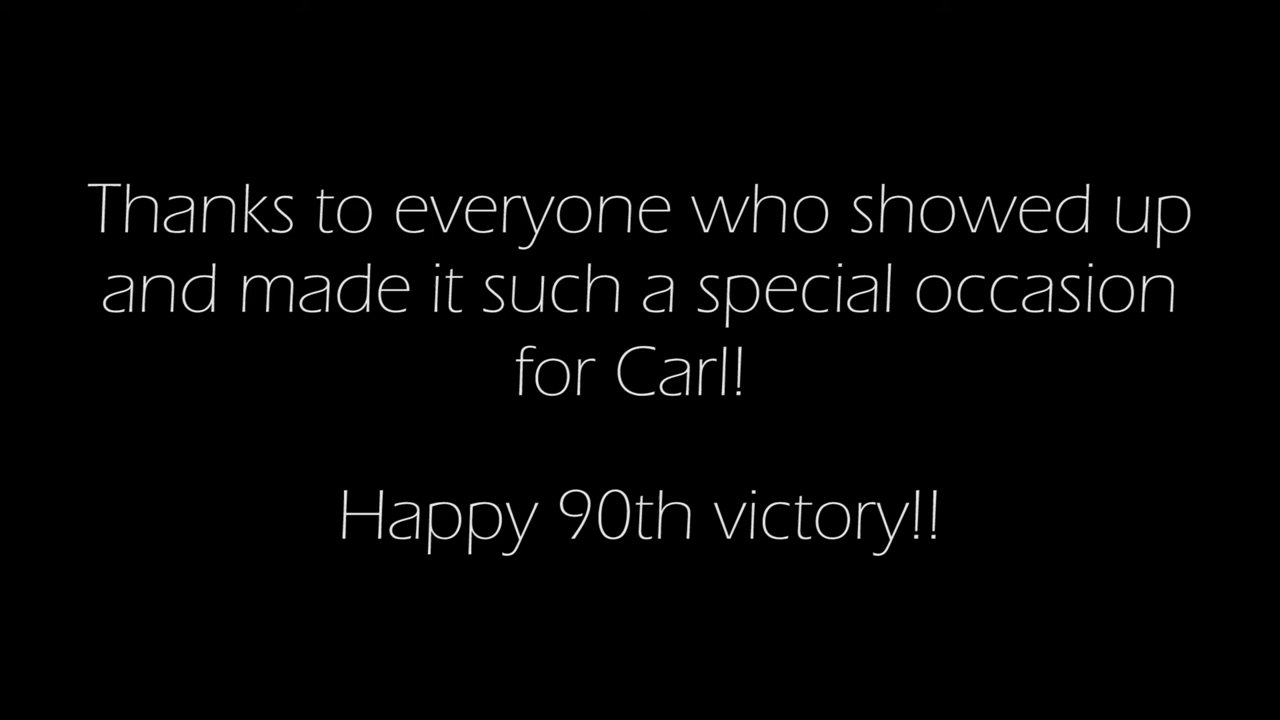 Thanks to everyone who showed up
and made it such a special occasion
for Carl!
Happy 90th victory!!